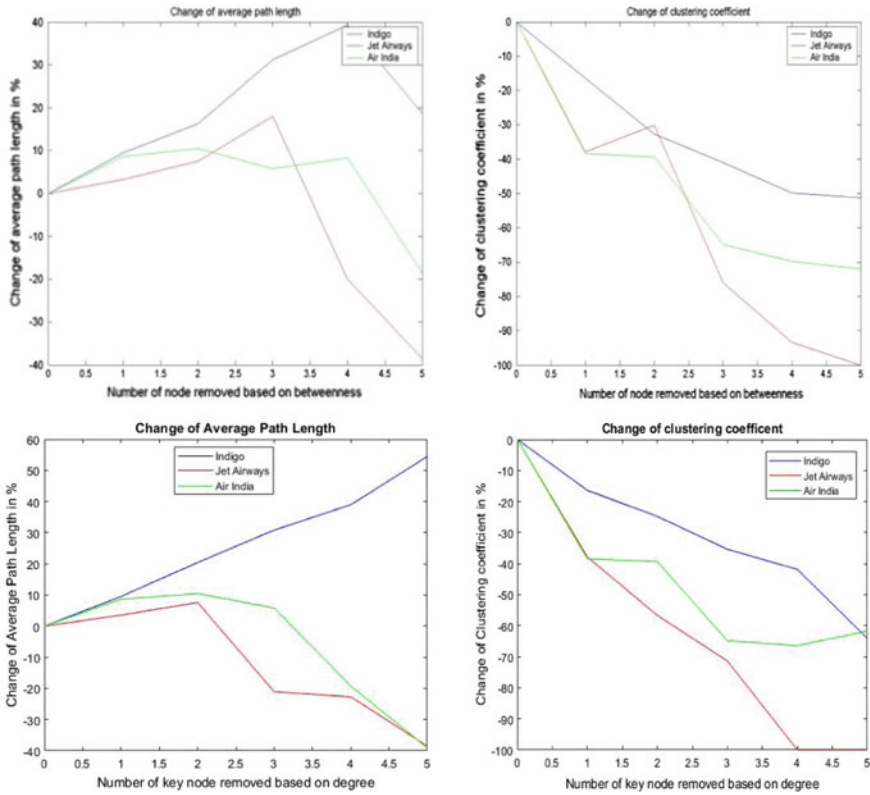 Change of average path length
Change of average path length in %
40
30
20
10
0
-10
-20
-30
-40
Indigo
Jet Airways
Air India
0 0.5 1 1.5 2 2.5 3 3.5 4 4.5 5
Number of node removed based on betweenness
Change of clustering coefficient
Change of clustering coefficient in %
0
-10
-20
-30
-40
-50
-60
-70
-80
-90
-100
Indigo
Jet Airways
Air India
0 0.5 1 1.5 2 2.5 3 3.5 4 4.5 5
Number of node removed based on betweenness
Change of Average Path Length
Change of Average Path Length in %
60
50
40
30
20
10
0
-10
-20
-30
-40
Indigo
Jet Airways
Air India
0 0.5 1 1.5 2 2.5 3 3.5 4 4.5 5
Number of key node removed based on degree
Change of clustering coefficent
Change of Clustering coefficient in %
0
-10
-20
-30
-40
-50
-60
-70
-80
-90
-100
Indigo
Jet Airways
Air India
0 0.5 1 1.5 2 2.5 3 3.5 4 4.5 5
Number of key node removed based on degree